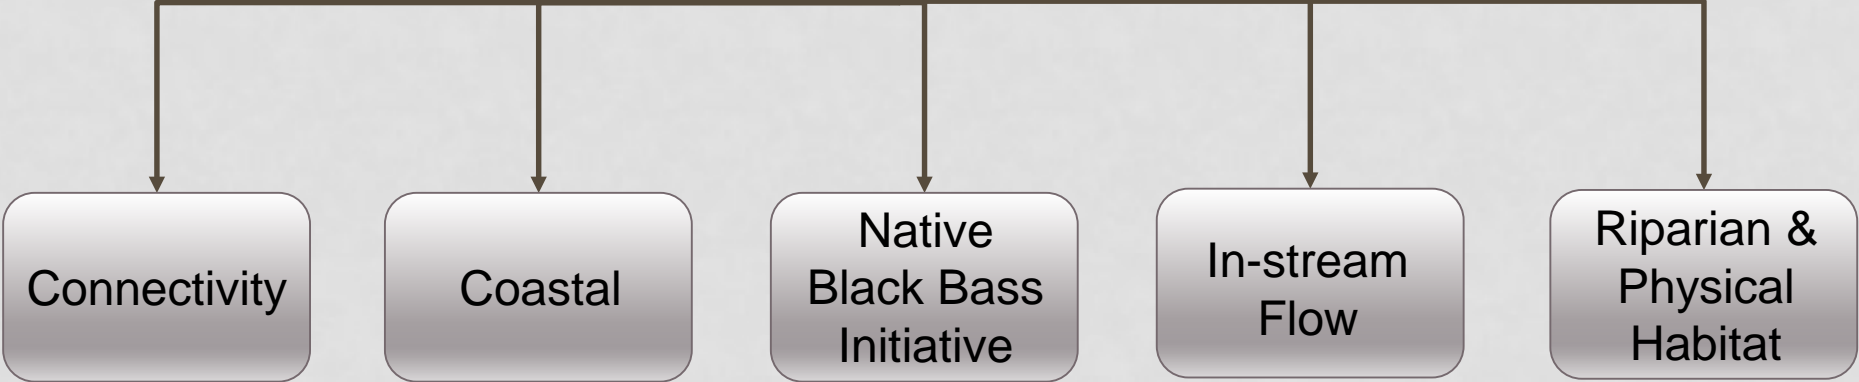 Connectivity
Coastal
Native
Black Bass
Initiative
In-stream
Flow
Riparian &
Physical
Habitat